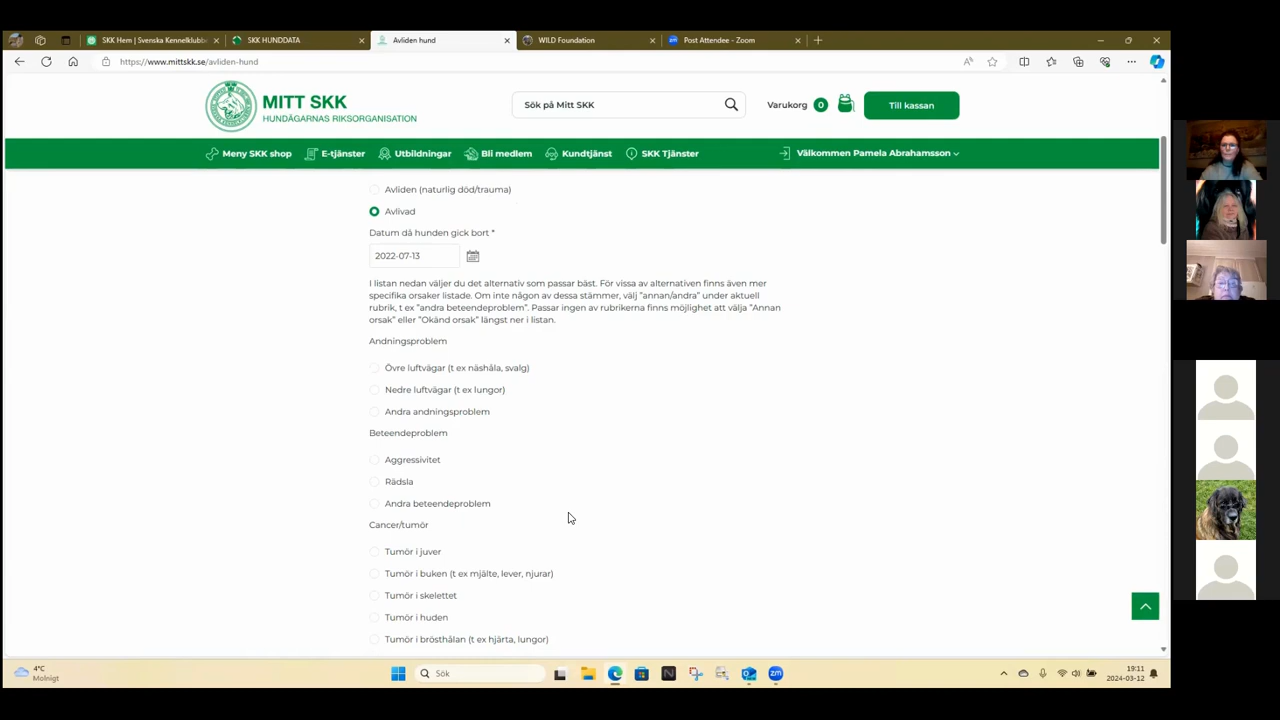 SKK Hem | Svenska Kennelklubbe
SKK HUNDDATA
Avliden hund
WILD Foundation
Post Attendee - Zoom
https://www.mittskk.se/avliden-hund
MITT SKK
HUNDÄGARNAS RIKSORGANISATION
Sök på Mitt SKK
Varukorg 0
Till kassan
Meny SKK shop
E-tjänster
Utbildningar
Bli medlem
Kundtjänst
SKK Tjänster
Välkommen Pamela Abrahamsson
Avliden (naturlig död/trauma)
Avlivad
Datum då hunden gick bort *
2022-07-13
I listan nedan väljer du det alternativ som passar bäst. För vissa av alternativen finns även mer
specifika orsaker listade. Om inte någon av dessa stämmer, välj "annan/andra" under aktuell
rubrik, t ex "andra beteendeproblem". Passar ingen av rubrikerna finns möjlighet att välja "Annan
orsak" eller "Okänd orsak" längst ner i listan.
Andningsproblem
Övre luftvägar (t ex näshåla, svalg)
Nedre luftvägar (t ex lungor)
Andra andningsproblem
Beteendeproblem
Aggressivitet
Rädsla
Andra beteendeproblem
Cancer/tumör
Tumör i juver
Tumör i buken (t ex mjälte, lever, njurar)
Tumör i skelettet
Tumör i huden
Tumör i brösthålan (t ex hjärta, lungor)
4°C
Molnigt
Sök
19:11
2024-03-12